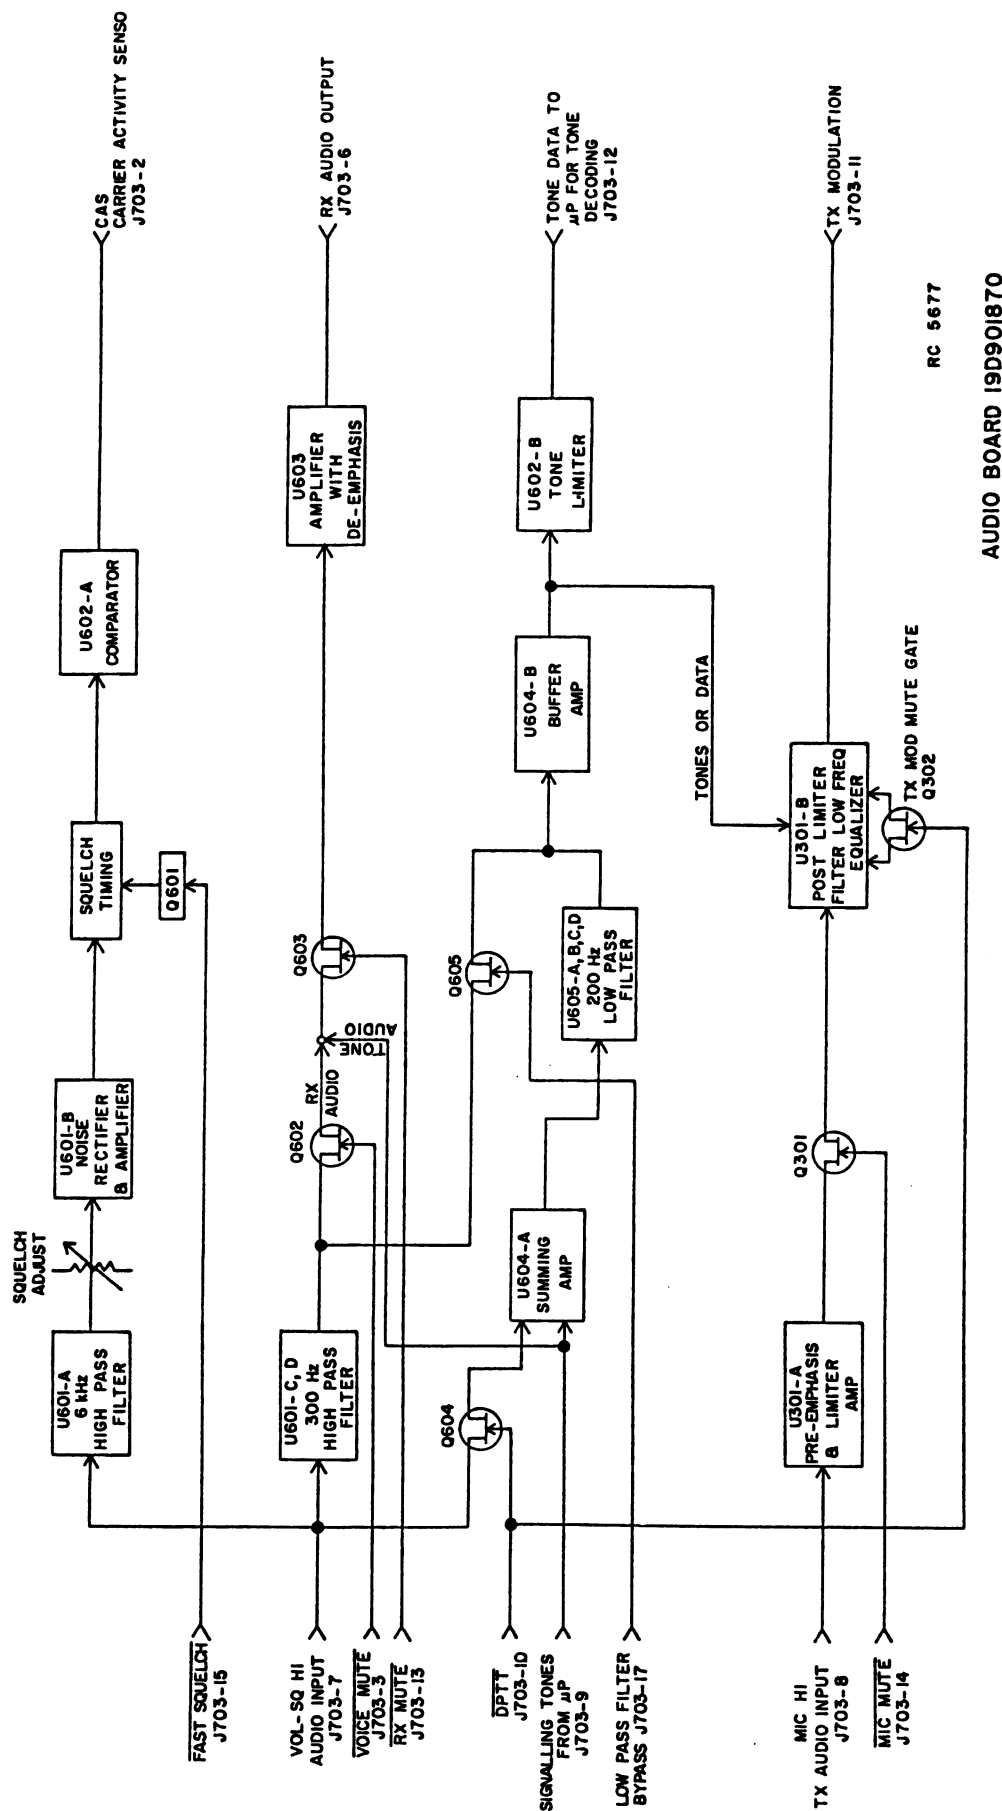 SQUELCH
ADJUST
U601-A
6 kHz
HIGH PASS
FILTER
U601-B
NOISE
RECTIFIER
& AMPLIFIER
SQUELCH
TIMING
Q601
U602-A
COMPARATOR
CAS
CARRIER ACTIVITY SENSO
J703-2
FAST SQUELCH
J703-15
VOL-SQ HI
AUDIO INPUT
J703-7
VOICE MUTE
J703-3
RX MUTE
J703-13
U601-C, D
300 Hz
HIGH PASS
FILTER
Q602
RX
AUDIO
TONE
AUDIO
Q603
U603
AMPLIFIER
WITH
DE-EMPHASIS
RX AUDIO OUTPUT
J703-6
DPTT
J703-10
SIGNALLING TONES
FROM µP
J703-9
LOW PASS FILTER
BYPASS J703-17
Q604
U604-A
SUMMING
AMP
Q605
U605-A,B,C,D
200 Hz
LOW PASS
FILTER
U604-B
BUFFER
AMP
U602-B
TONE
LIMITER
TONE DATA TO
µP FOR TONE
DECODING
J703-12
TONES OR DATA
MIC HI
TX AUDIO INPUT
J703-8
MIC MUTE
J703-14
U301-A
PRE-EMPHASIS
& LIMITER
AMP
Q301
U301-B
POST LIMITER
FILTER LOW FREQ
EQUALIZER
TX MOD MUTE GATE
Q302
TX MODULATION
J703-11
RC 5677
AUDIO BOARD 19D901870